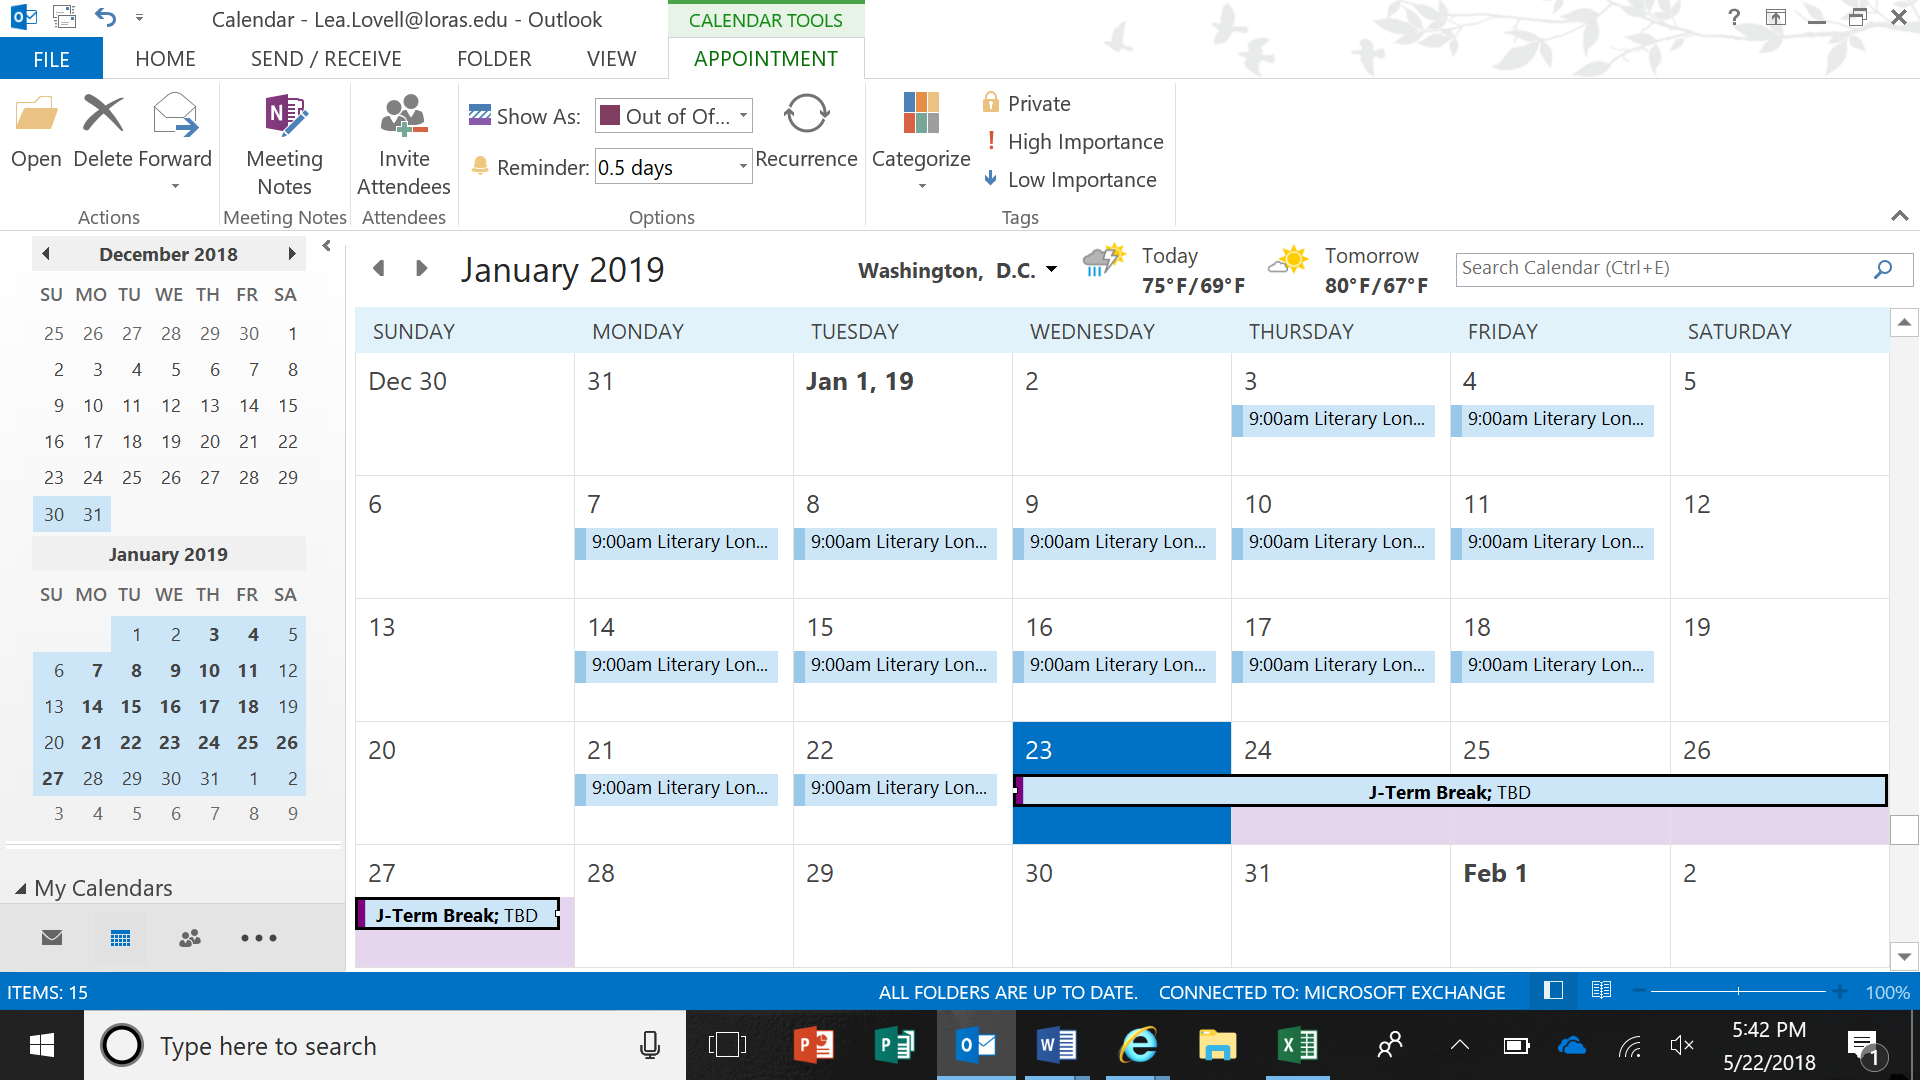 Calendar - Lea.Lovell@loras.edu - Outlook
CALENDAR TOOLS
?
FILE HOME SEND / RECEIVE FOLDER VIEW APPOINTMENT
Open Delete Forward
Actions
N
Meeting Notes
Meeting Notes
Invite Attendees
Attendees
Show As: Out of Of...
Reminder: 0.5 days
Recurrence
Options
Categorize
Private
High Importance
Low Importance
Tags
December 2018
SU MO TU WE TH FR SA
25 26 27 28 29 30 1
2 3 4 5 6 7 8
9 10 11 12 13 14 15
16 17 18 19 20 21 22
23 24 25 26 27 28 29
30 31
January 2019
SU MO TU WE TH FR SA
1 2 3 4 5
6 7 8 9 10 11 12
13 14 15 16 17 18 19
20 21 22 23 24 25 26
27 28 29 30 31 1 2
3 4 5 6 7 8 9
My Calendars
January 2019
Washington, D.C.
Today
75°F/69°F
Tomorrow
80°F/67°F
Search Calendar (Ctrl+E)
SUNDAY MONDAY TUESDAY WEDNESDAY THURSDAY FRIDAY SATURDAY
Dec 30 31 Jan 1, 19 2 3 4 5
9:00am Literary Lon... 9:00am Literary Lon...
6 7 8 9 10 11 12
9:00am Literary Lon... 9:00am Literary Lon... 9:00am Literary Lon... 9:00am Literary Lon... 9:00am Literary Lon...
13 14 15 16 17 18 19
9:00am Literary Lon... 9:00am Literary Lon... 9:00am Literary Lon... 9:00am Literary Lon... 9:00am Literary Lon...
20 21 22 23 24 25 26
9:00am Literary Lon... 9:00am Literary Lon... J-Term Break; TBD
27 28 29 30 31 Feb 1 2
J-Term Break; TBD
ITEMS: 15 ALL FOLDERS ARE UP TO DATE. CONNECTED TO: MICROSOFT EXCHANGE 100%
Type here to search
5:42 PM
5/22/2018
1